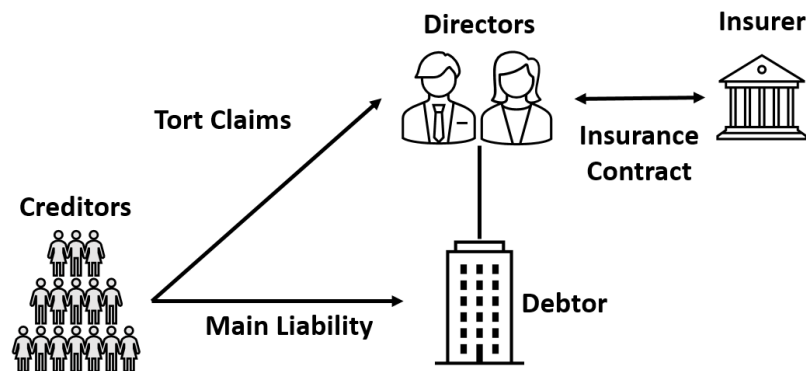 Directors
Insurer
Tort Claims
Insurance
Contract
Creditors
Main Liability
Debtor